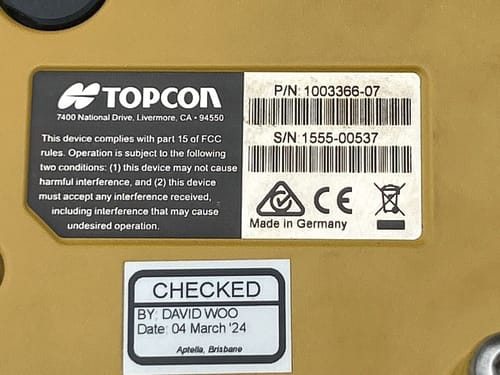 TOPCON
7400 National Drive, Livermore, CA • 94550
This device complies with part 15 of FCC
rules. Operation is subject to the following
two conditions: (1) this device may not cause
harmful interference, and (2) this device
must accept any interference received,
including interference that may cause
undesired operation.
P/N: 1003366-07
S/N: 1555-00537
CE
Made in Germany
CHECKED
BY: DAVID WOO
Date: 04 March '24
Aptella, Brisbane